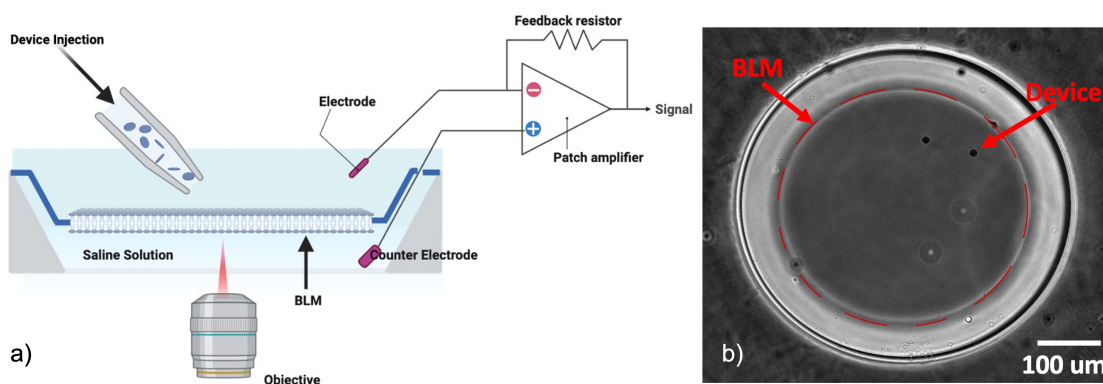 Device Injection
Feedback resistor
Electrode
Signal
Patch amplifier
Saline Solution
Counter Electrode
BLM
Objective
a)
BLM
Device
b)
100 um